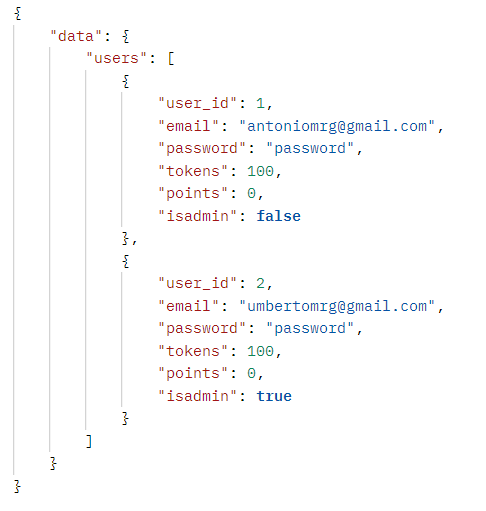 {
"data": {
"users": [
{
"user_id": 1,
"email": "antoniomrg@gmail.com",
"password": "password",
"tokens": 100,
"points": 0,
"isadmin": false
},
{
"user_id": 2,
"email": "umbertomrg@gmail.com",
"password": "password",
"tokens": 100,
"points": 0,
"isadmin": true
}
]
}
}